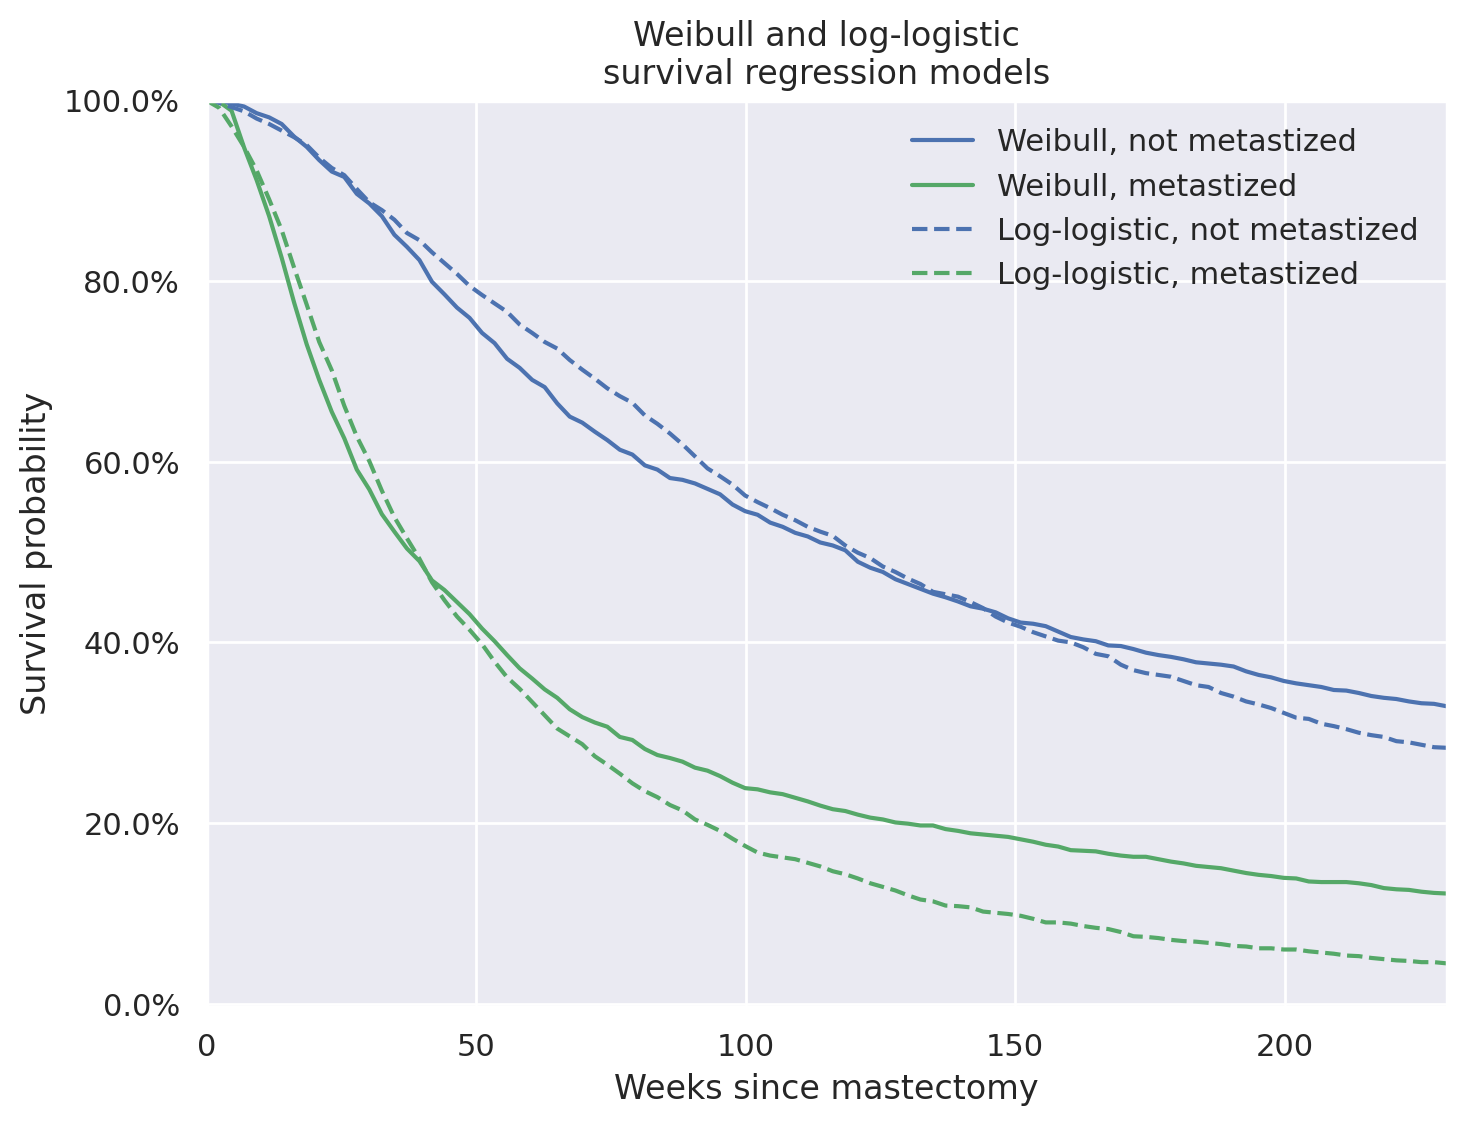 Weibull and log-logistic
survival regression models
100.0%
80.0%
60.0%
40.0%
20.0%
0.0%
Survival probability
Weibull, not metastized
Weibull, metastized
Log-logistic, not metastized
Log-logistic, metastized
0 50 100 150 200
Weeks since mastectomy